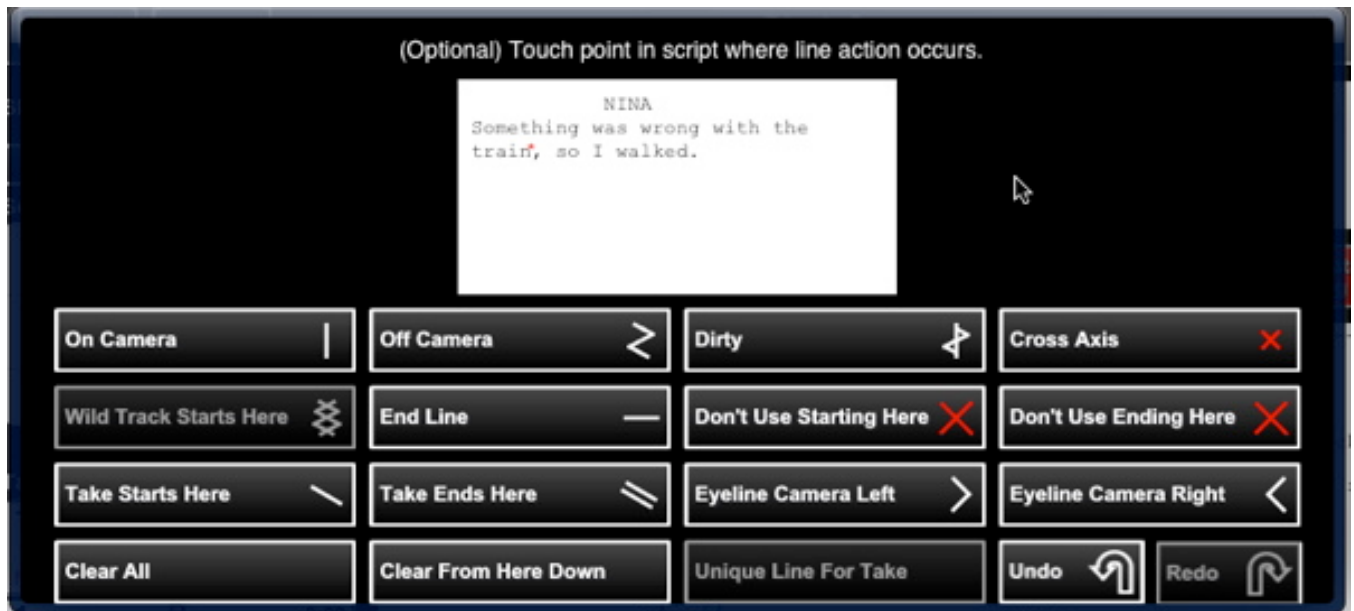 (Optional) Touch point in script where line action occurs.
NINA
Something was wrong with the
train, so I walked.
On Camera
Off Camera
Dirty
Cross Axis
Wild Track Starts Here
End Line
Don't Use Starting Here
Don't Use Ending Here
Take Starts Here
Take Ends Here
Eyeline Camera Left
Eyeline Camera Right
Clear All
Clear From Here Down
Unique Line For Take
Undo
Redo